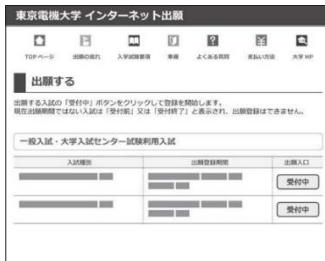 東京電機大学 インターネット出願
TOPページ 出願の流れ 入学試験要項 準備 よくある質問 支払い方法 大学HP
出願する
出願する入試の「受付中」ボタンをクリックして登録を開始します。
現在出願期間ではない入試は「受付前」又は「受付終了」と表示され、出願登録はできません。
一般入試・大学入試センター試験利用入試
入試種別 出願登録期間 出願入口
受付中
受付中